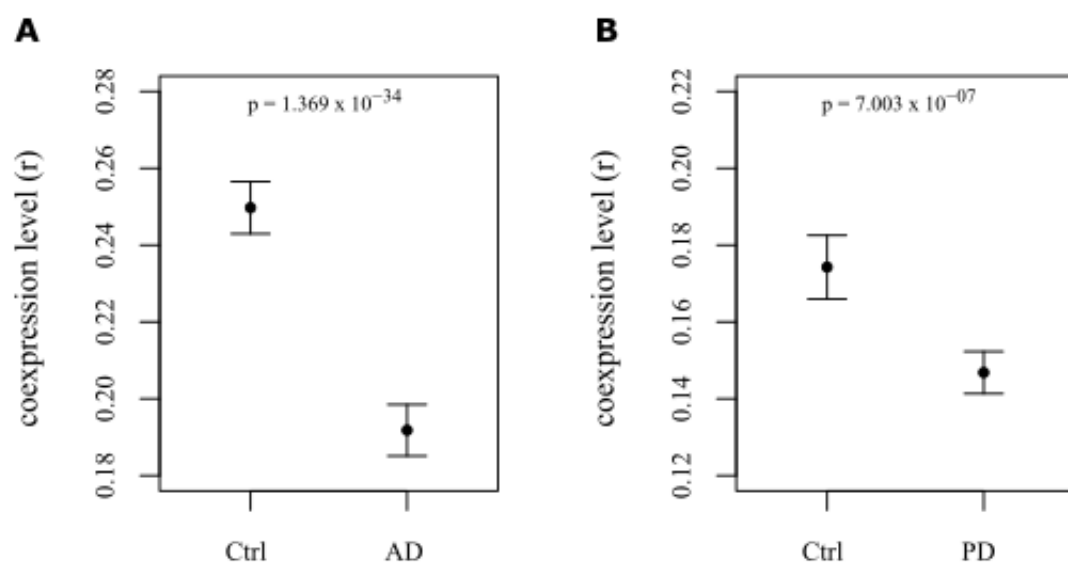 A
coexpression level (r)
0.28
0.26
0.24
0.22
0.20
0.18
p = 1.369 x 10⁻³⁴
Ctrl AD
B
coexpression level (r)
0.22
0.20
0.18
0.16
0.14
0.12
p = 7.003 x 10⁻⁰⁷
Ctrl PD